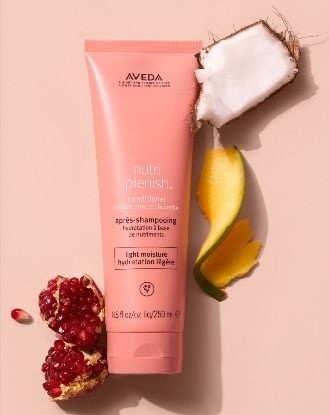 AVEDA
nutri
plenish™
conditioner
après-shampooing
hydratation à base
de nutriments
light moisture
hydratation légère
8.5 fl oz/oz liq/250 ml e